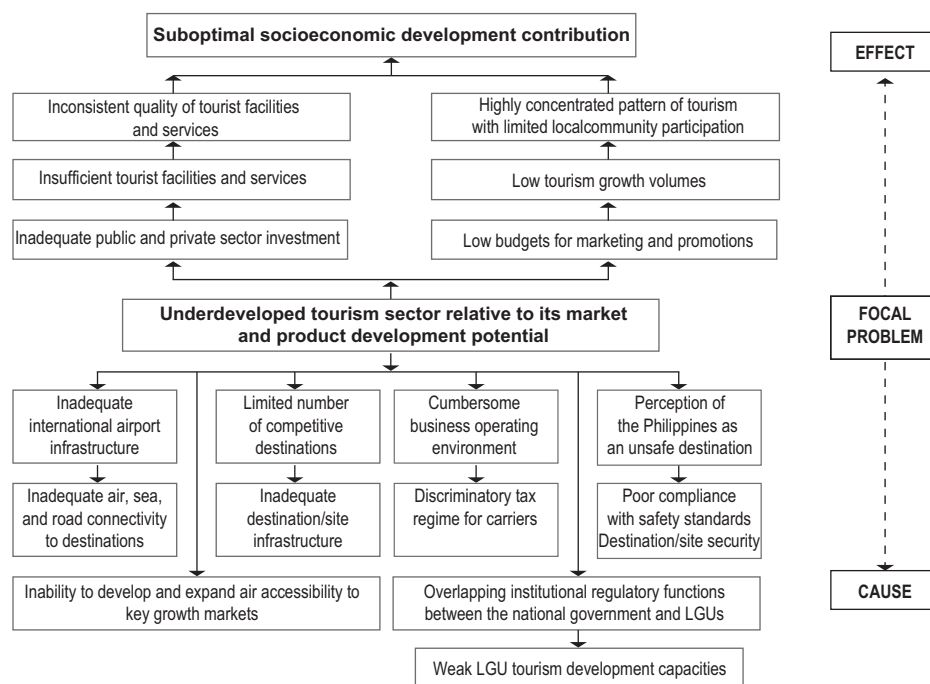 Suboptimal socioeconomic development contribution
EFFECT
Inconsistent quality of tourist facilities
and services
Highly concentrated pattern of tourism
with limited localcommunity participation
Insufficient tourist facilities and services
Low tourism growth volumes
Inadequate public and private sector investment
Low budgets for marketing and promotions
Underdeveloped tourism sector relative to its market
and product development potential
FOCAL
PROBLEM
Inadequate
international airport
infrastructure
Limited number
of competitive
destinations
Cumbersome
business operating
environment
Perception of
the Philippines as
an unsafe destination
Inadequate air, sea,
and road connectivity
to destinations
Inadequate
destination/site
infrastructure
Discriminatory tax
regime for carriers
Poor compliance
with safety standards
Destination/site security
Inability to develop and expand air accessibility to
key growth markets
Overlapping institutional regulatory functions
between the national government and LGUs
CAUSE
Weak LGU tourism development capacities